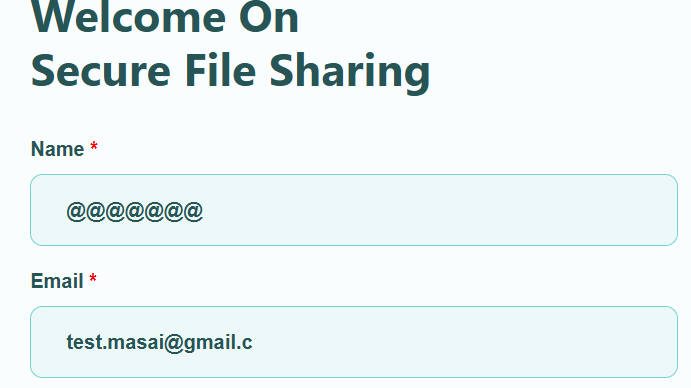 Welcome On
Secure File Sharing
Name *
@@@@@@@
Email *
test.masai@gmail.c